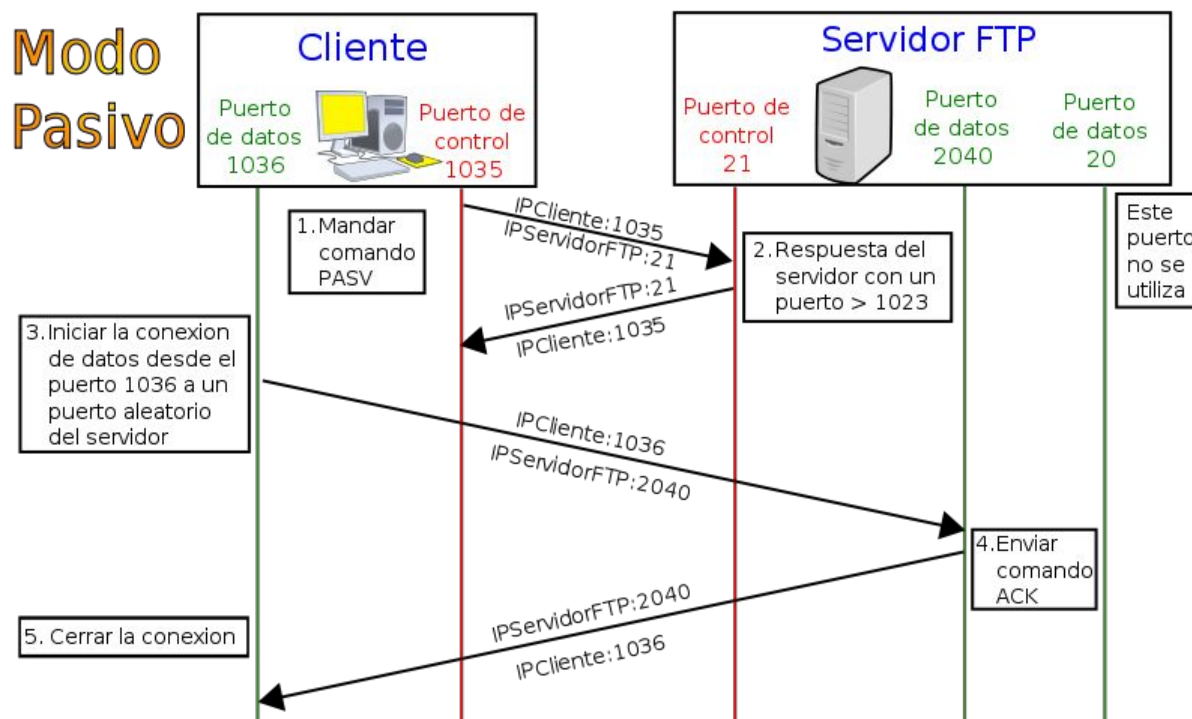 Modo
Pasivo
Cliente
Puerto
de datos
1036
Puerto de
control
1035
Servidor FTP
Puerto de
control
21
Puerto
de datos
2040
Puerto
de datos
20
1.Mandar
comando
PASV
IPCliente:1035
IPServidorFTP:21
2.Respuesta del
servidor con un
puerto > 1023
Este
puerto
no se
utiliza
IPServidorFTP:21
IPCliente:1035
3.Iniciar la conexion
de datos desde el
puerto 1036 a un
puerto aleatorio
del servidor
IPCliente:1036
IPServidorFTP:2040
4.Enviar
comando
ACK
IPServidorFTP:2040
IPCliente:1036
5. Cerrar la conexion